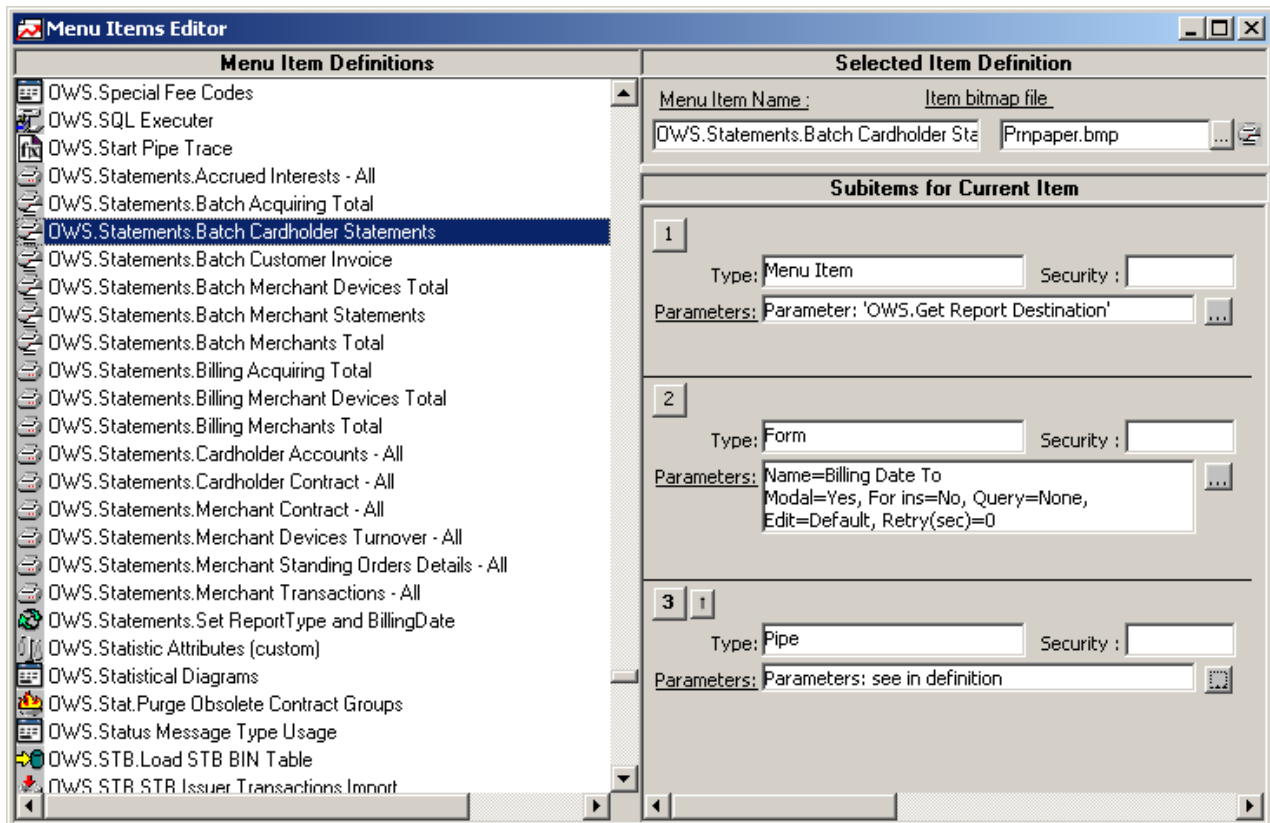 Menu Items Editor
Menu Item Definitions
OWS.Special Fee Codes
OWS.SQL Executer
OWS.Start Pipe Trace
OWS.Statements.Accrued Interests - All
OWS.Statements.Batch Acquiring Total
OWS.Statements.Batch Cardholder Statements
OWS.Statements.Batch Customer Invoice
OWS.Statements.Batch Merchant Devices Total
OWS.Statements.Batch Merchant Statements
OWS.Statements.Batch Merchants Total
OWS.Statements.Billing Acquiring Total
OWS.Statements.Billing Merchant Devices Total
OWS.Statements.Billing Merchants Total
OWS.Statements.Cardholder Accounts - All
OWS.Statements.Cardholder Contract - All
OWS.Statements.Merchant Contract - All
OWS.Statements.Merchant Devices Turnover - All
OWS.Statements.Merchant Standing Orders Details - All
OWS.Statements.Merchant Transactions - All
OWS.Statements.Set ReportType and BillingDate
OWS.Statistic Attributes (custom)
OWS.Statistical Diagrams
OWS.Stat.Purge Obsolete Contract Groups
OWS.Status Message Type Usage
OWS.STB.Load STB BIN Table
OWS.STB.STB Issuer Transactions Import
Selected Item Definition
Menu Item Name : Item bitmap file
OWS.Statements.Batch Cardholder Sta Prnpaper.bmp ...
Subitems for Current Item
1
Type: Menu Item Security :
Parameters: Parameter: 'OWS.Get Report Destination' ...
2
Type: Form Security :
Parameters: Name=Billing Date To ...
Modal=Yes, For ins=No, Query=None,
Edit=Default, Retry(sec)=0
3
Type: Pipe Security :
Parameters: Parameters: see in definition ...